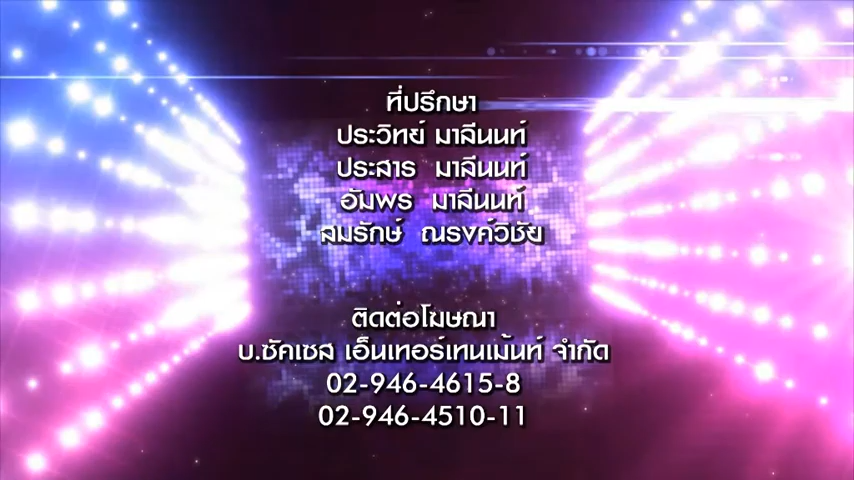 ที่ปรึกษา
ประวิทย์ มาลีนนท์
ประสาร มาลีนนท์
อัมพร มาลีนนท์
สมรักษ์ ณรงค์วิชัย
ติดต่อโฆษณา
บ.ซัคเซส เอ็นเทอร์เทนเม้นท์ จำกัด
02-946-4615-8
02-946-4510-11